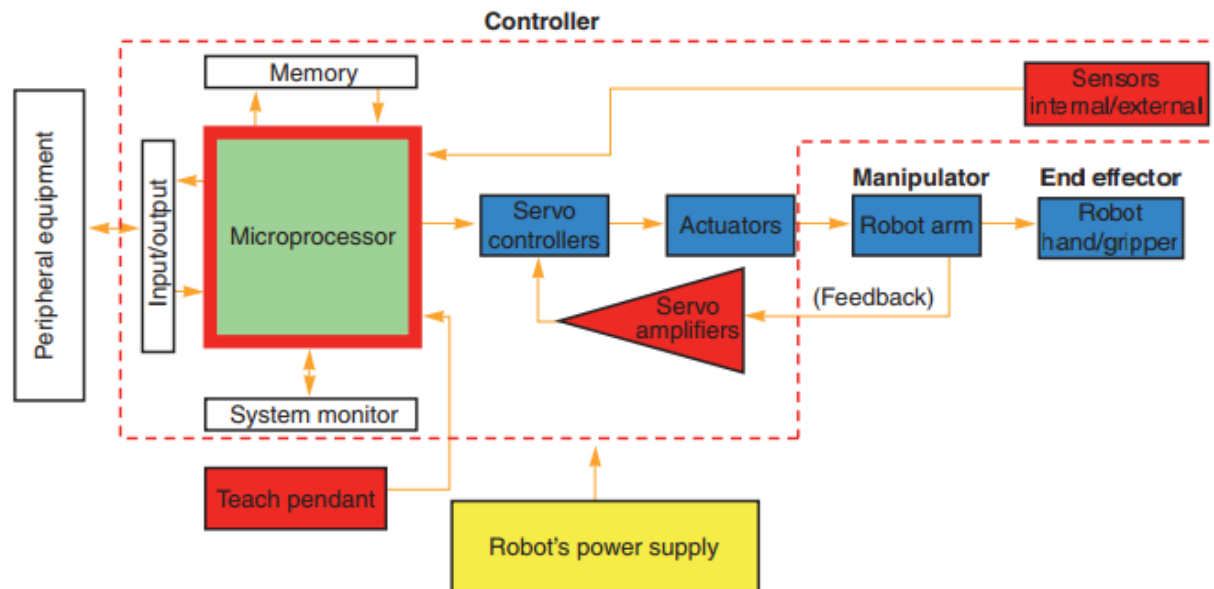 Controller
Memory
Sensors
internal/external
Peripheral equipment
Input/output
Microprocessor
Servo
controllers
Actuators
Manipulator
Robot arm
End effector
Robot
hand/gripper
(Feedback)
Servo
amplifiers
System monitor
Teach pendant
Robot's power supply